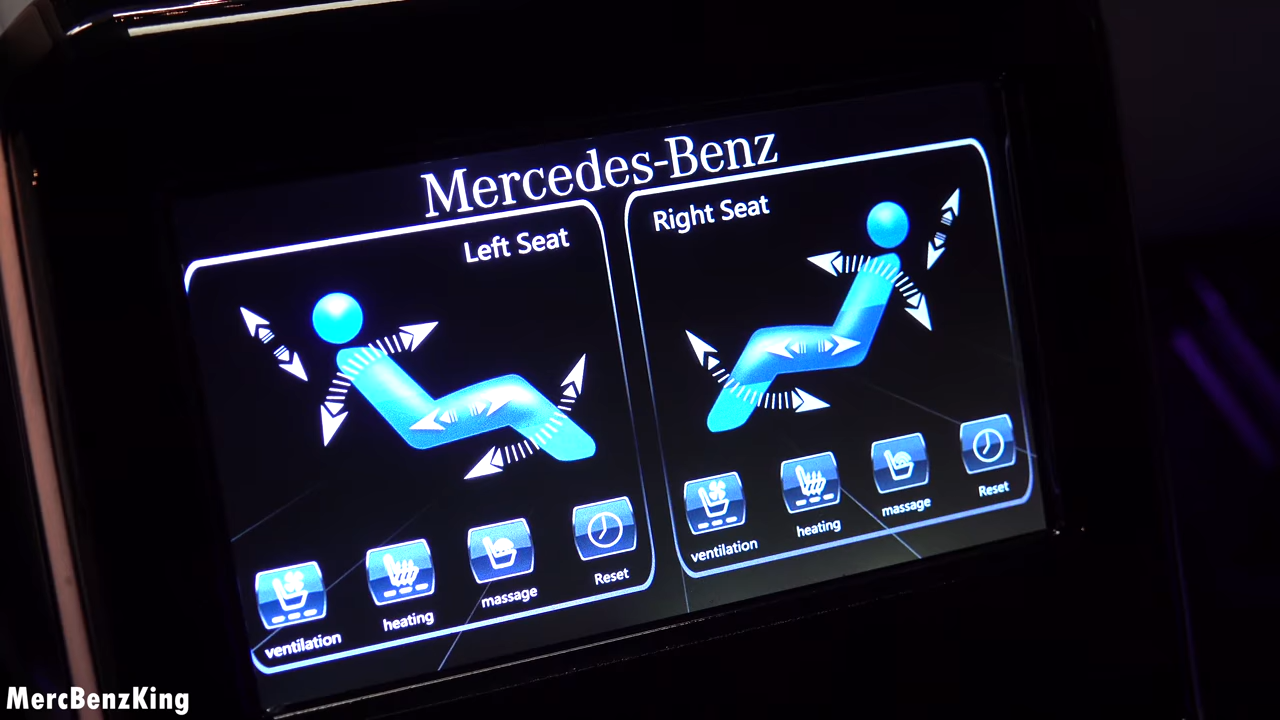 Mercedes-Benz
Left Seat
ventilation
heating
massage
Reset
Right Seat
ventilation
heating
massage
Reset
MercBenzKing